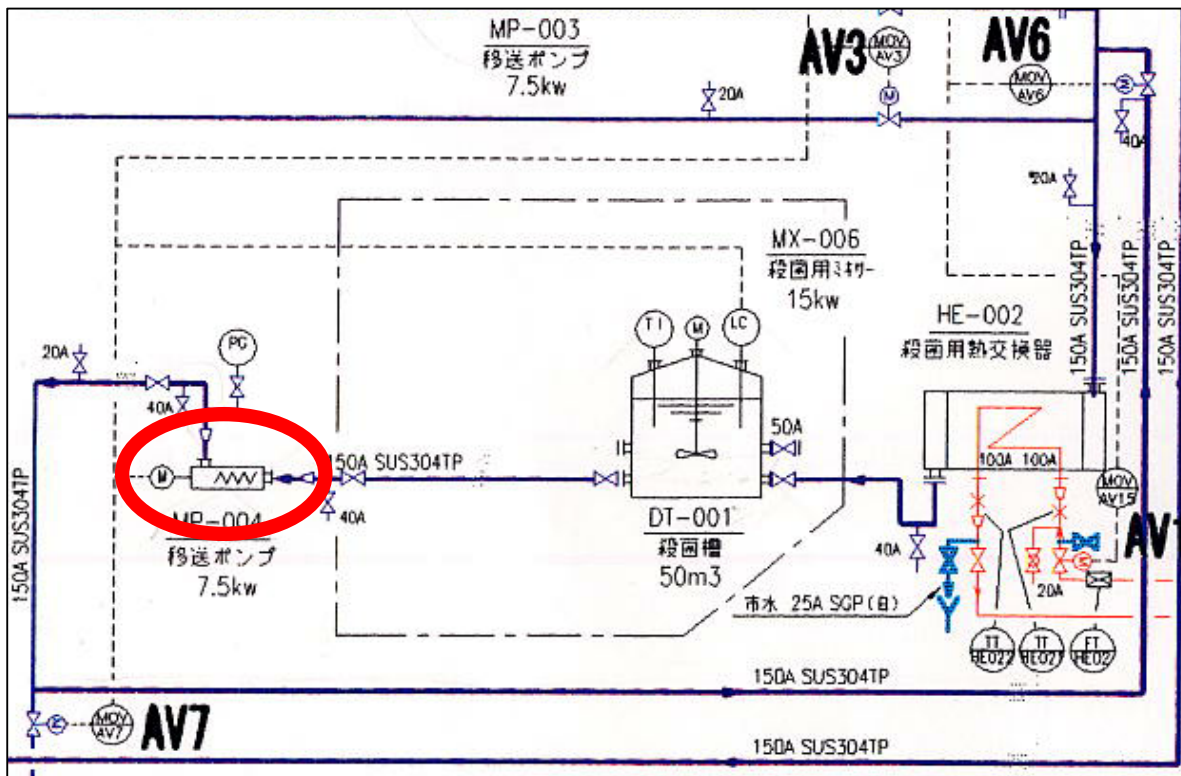 MP-003
移送ポンプ
7.5kw
AV3
MOV
AV3
M
AV6
MOV
AV6
M
20A
40A
20A
MX-006
殺菌用ミキサー
15kw
HE-002
殺菌用熱交換器
150A SUS304TP
150A SUS304TP
150A SUS304TP
TI
M
LC
PG
20A
40A
50A
M
150A SUS304TP
40A
MP-004
移送ポンプ
7.5kw
DT-001
殺菌槽
50m3
40A
100A
100A
MOV
AV15
M
20A
市水 25A SGP(白)
TT
HE022
TT
HE021
FT
HE02
150A SUS304TP
150A SUS304TP
M
MOV
AV7
AV7
150A SUS304TP